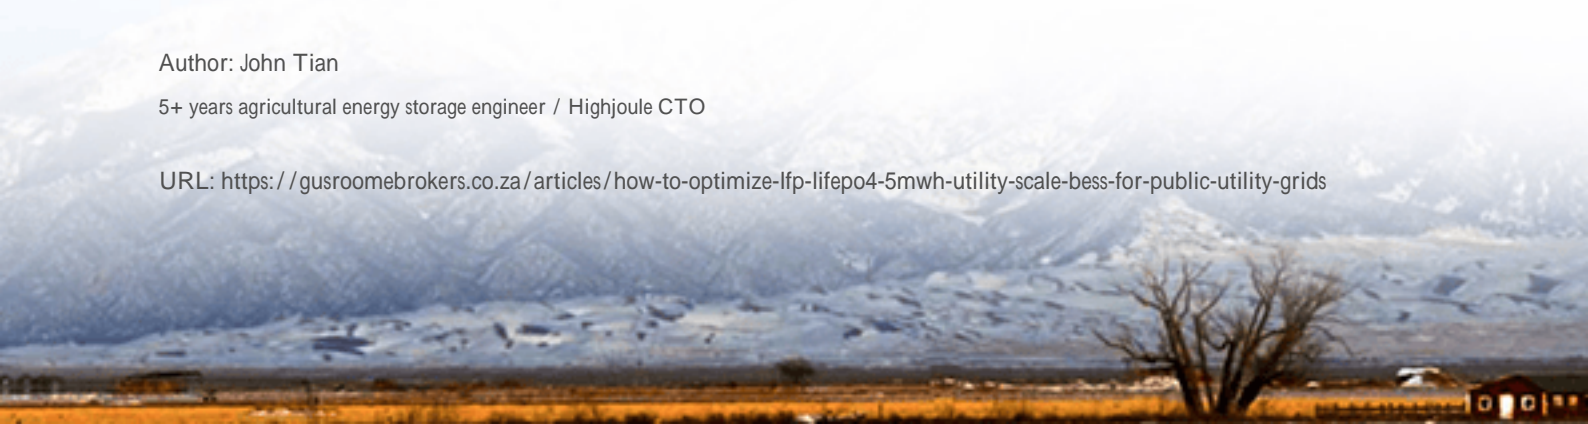 Author: John Tian
5+ years agricultural energy storage engineer / Highjoule CTO
URL: https://gusroomebrokers.co.za/articles/how-to-optimize-lfp-lifepo4-5mwh-utility-scale-bess-for-public-utility-grids